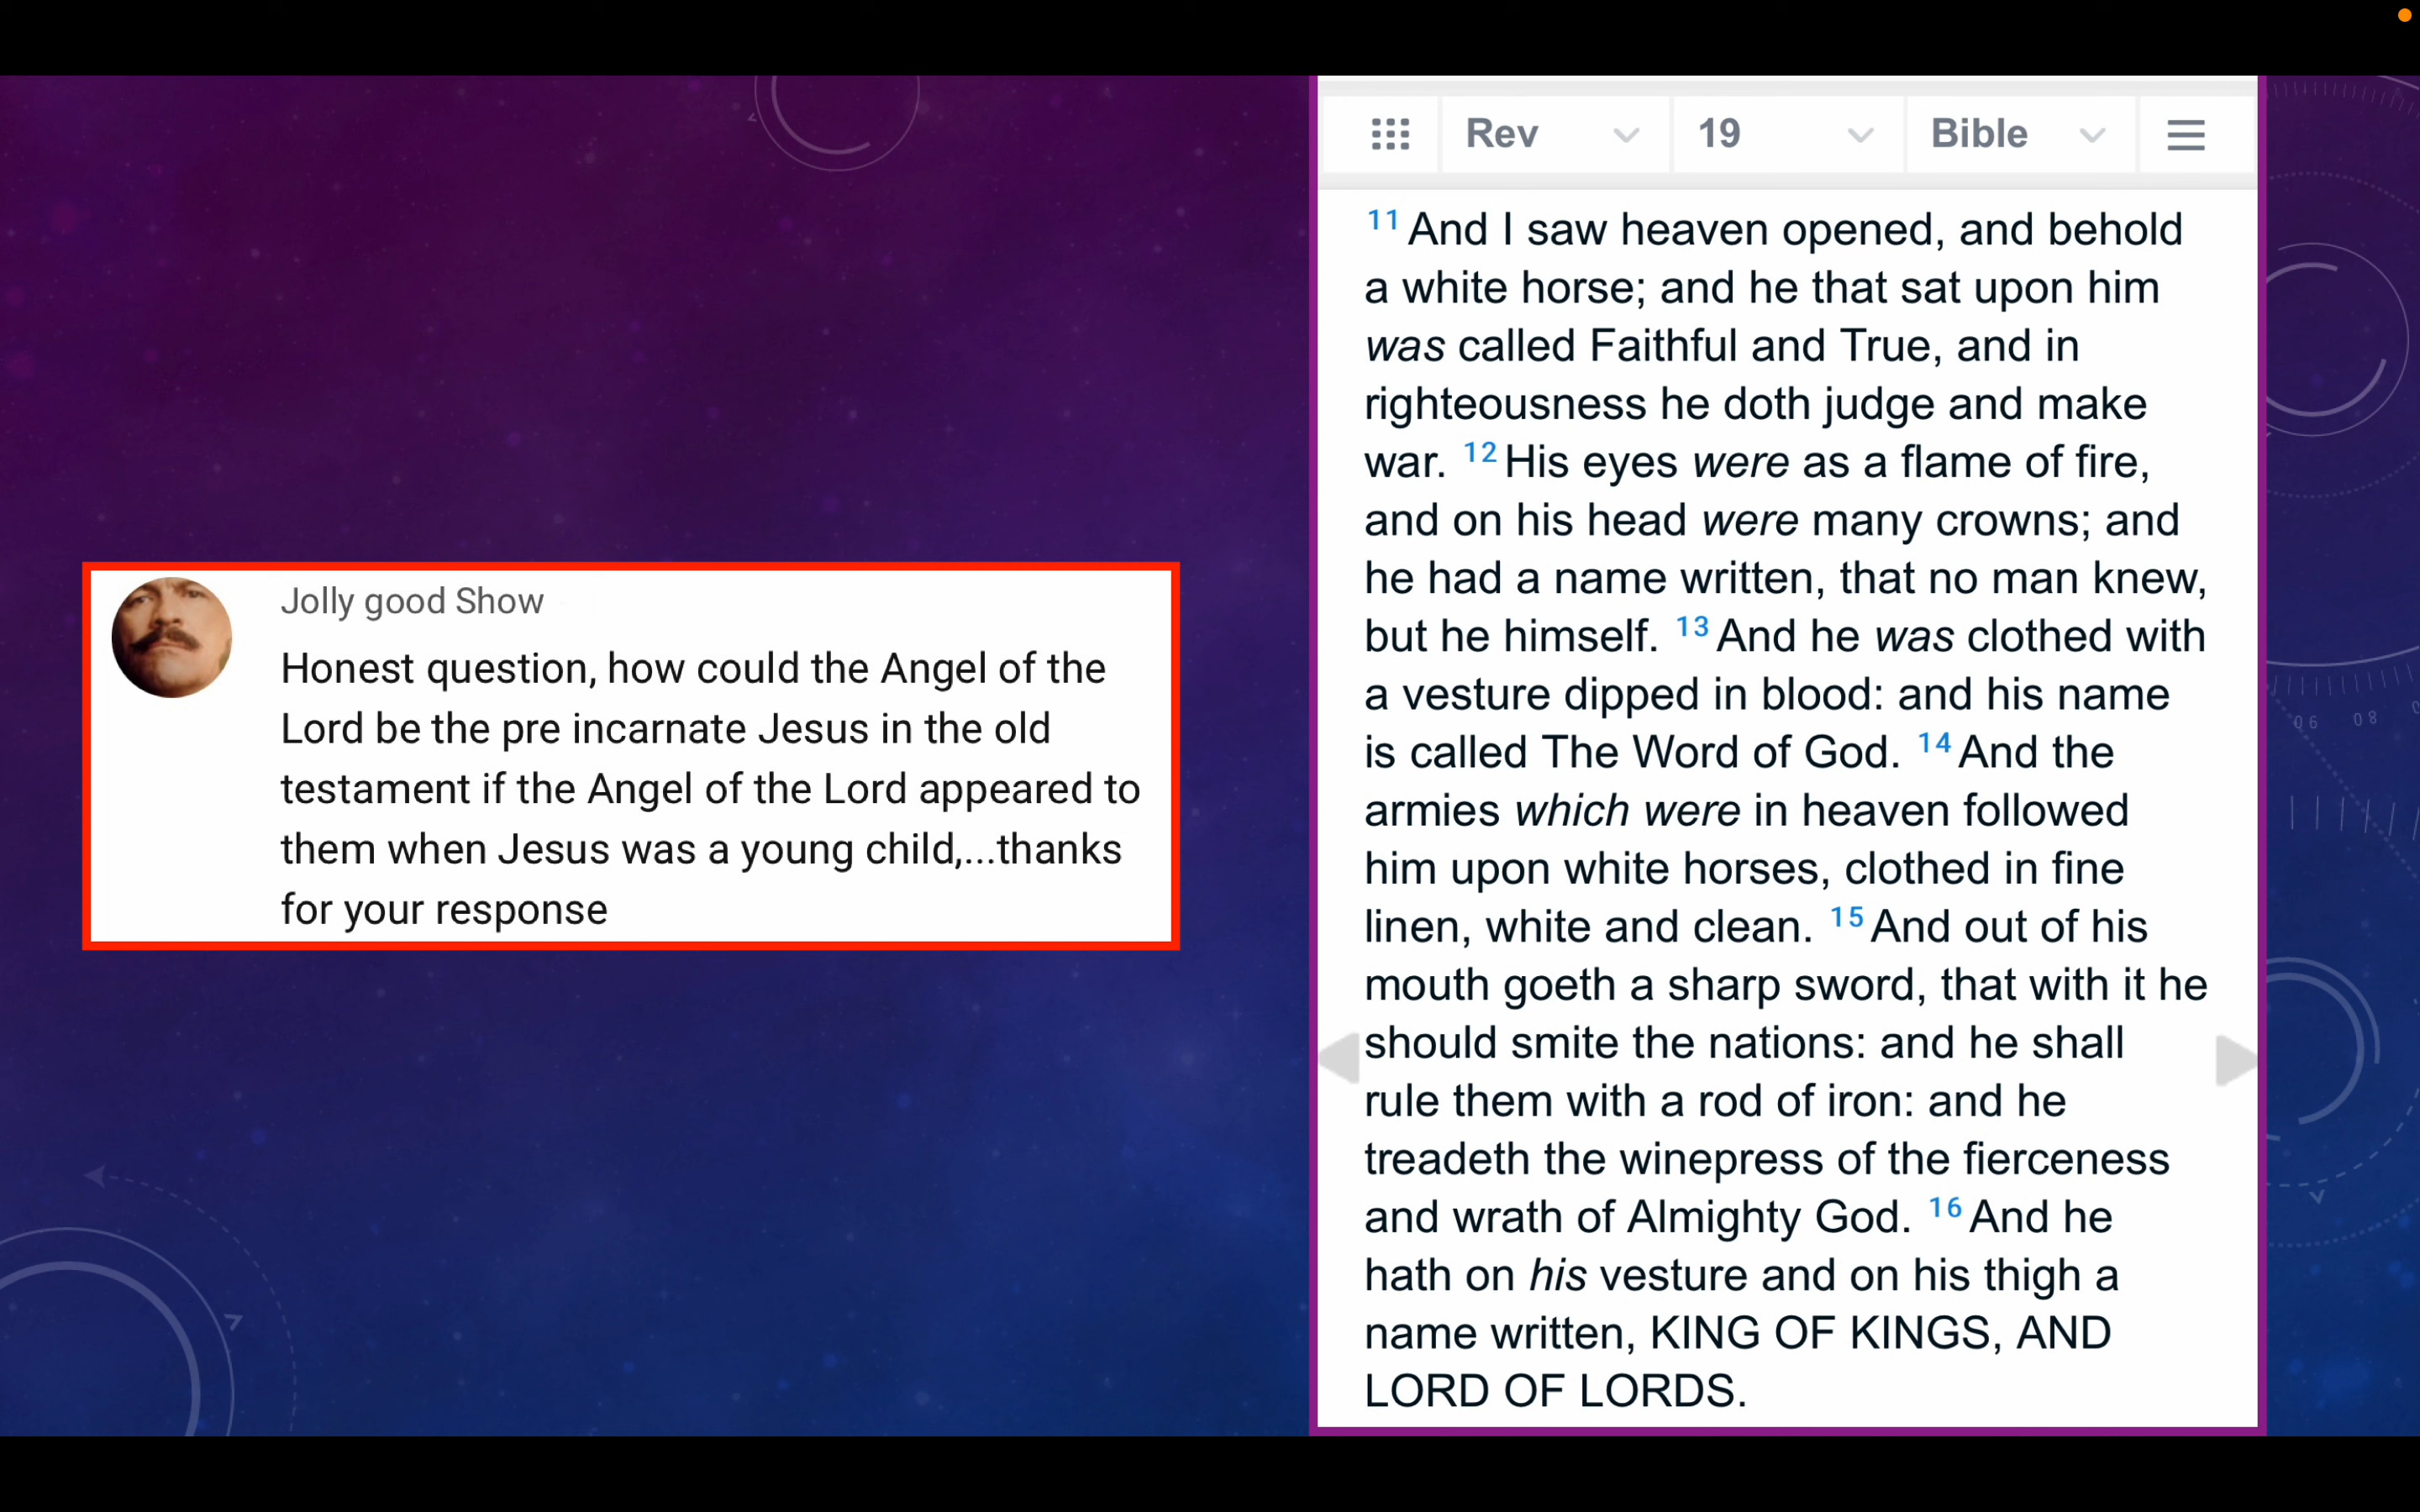 Jolly good Show
Honest question, how could the Angel of the
Lord be the pre incarnate Jesus in the old
testament if the Angel of the Lord appeared to
them when Jesus was a young child,...thanks
for your response
Rev 19 Bible
11 And I saw heaven opened, and behold
a white horse; and he that sat upon him
was called Faithful and True, and in
righteousness he doth judge and make
war. 12 His eyes were as a flame of fire,
and on his head were many crowns; and
he had a name written, that no man knew,
but he himself. 13 And he was clothed with
a vesture dipped in blood: and his name
is called The Word of God. 14 And the
armies which were in heaven followed
him upon white horses, clothed in fine
linen, white and clean. 15 And out of his
mouth goeth a sharp sword, that with it he
should smite the nations: and he shall
rule them with a rod of iron: and he
treadeth the winepress of the fierceness
and wrath of Almighty God. 16 And he
hath on his vesture and on his thigh a
name written, KING OF KINGS, AND
LORD OF LORDS.
06 08